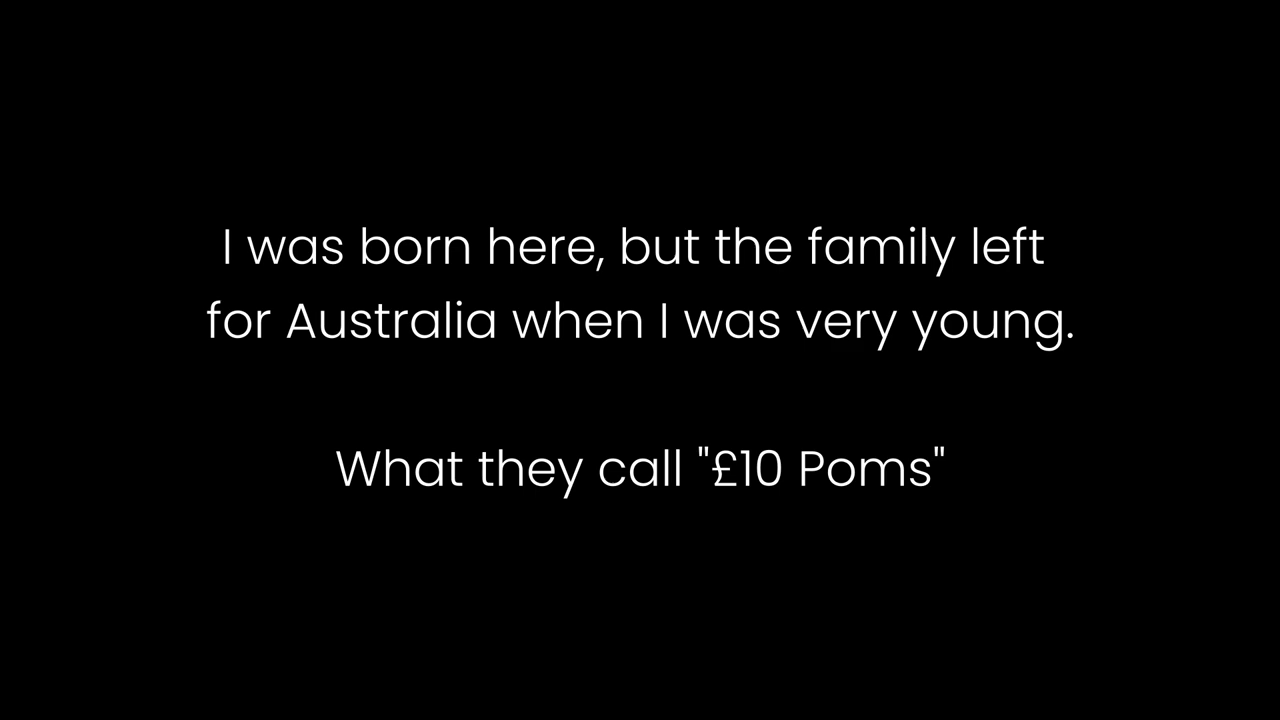 I was born here, but the family left
for Australia when I was very young.
What they call "£10 Poms"